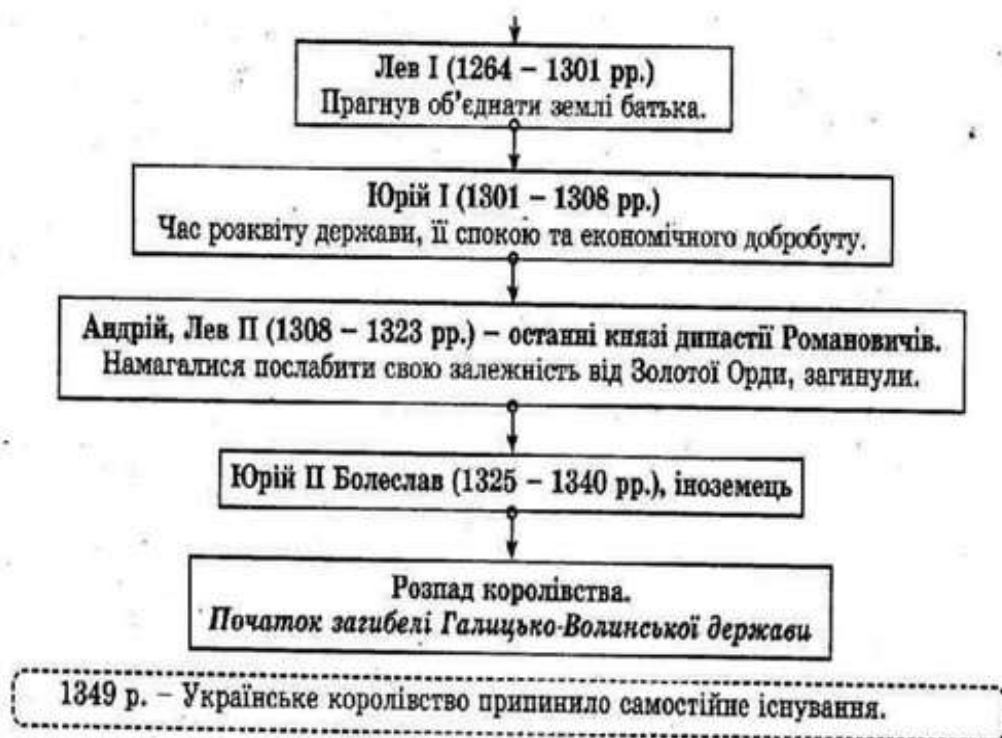 Лев І (1264 – 1301 рр.)
Прагнув об’єднати землі батька.
Юрій І (1301 – 1308 рр.)
Час розквіту держави, її спокою та економічного добробуту.
Андрій, Лев ІІ (1308 – 1323 рр.) – останні князі династії Романовичів.
Намагалися послабити свою залежність від Золотої Орди, загинули.
Юрій ІІ Болеслав (1325 – 1340 рр.), іноземець
Розпад королівства.
Початок загибелі Галицько-Волинської держави
1349 р. – Українське королівство припинило самостійне існування.